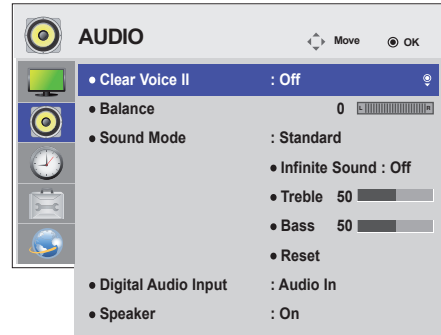 AUDIO Move OK
• Clear Voice II : Off
• Balance 0 L R
• Sound Mode : Standard
• Infinite Sound : Off
• Treble 50
• Bass 50
• Reset
• Digital Audio Input : Audio In
• Speaker : On